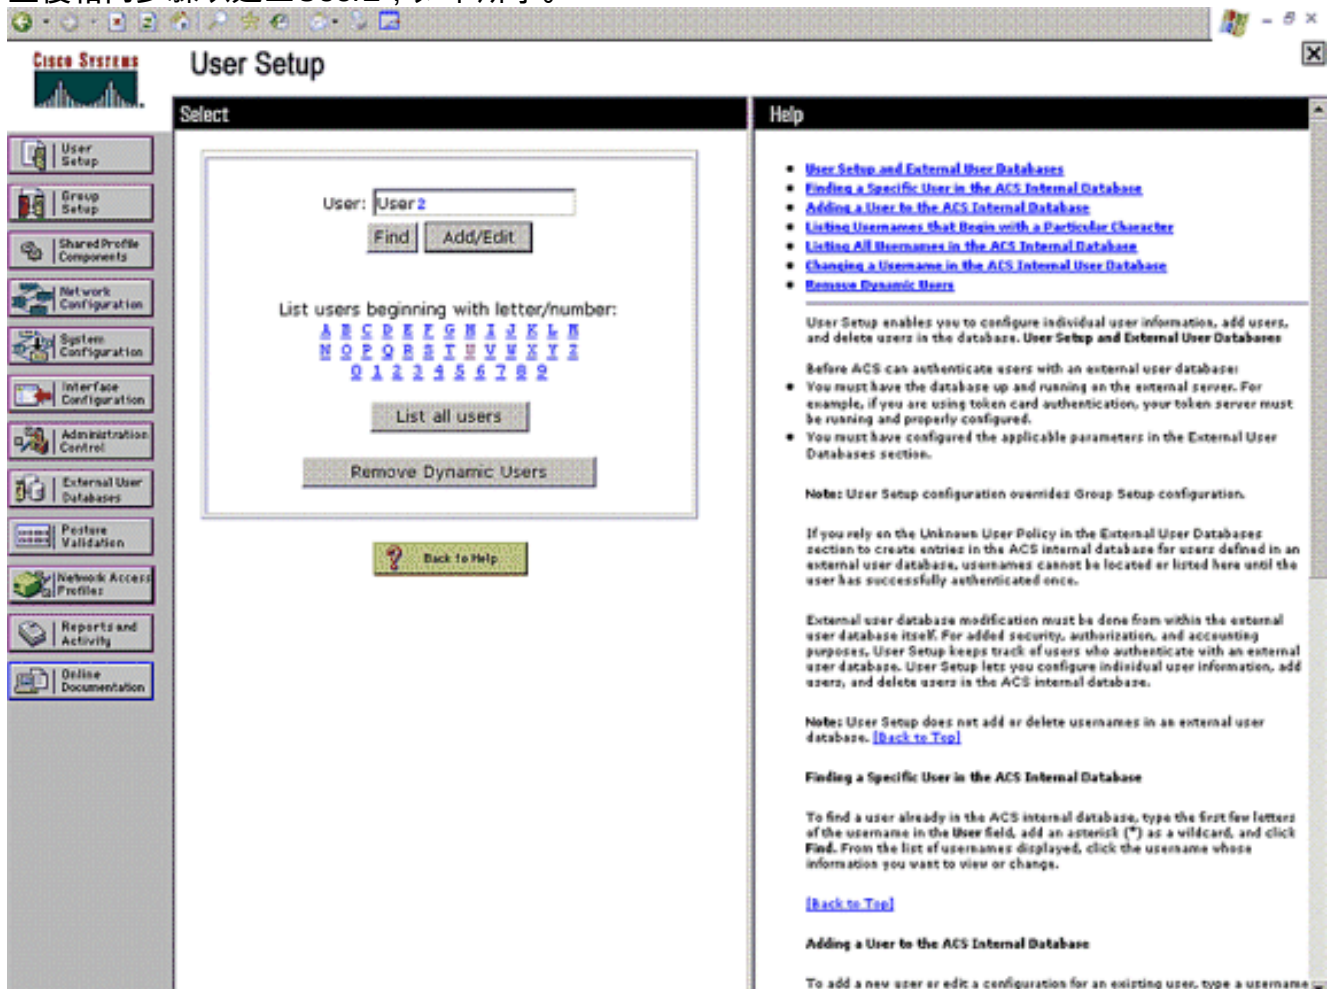 Cisco Systems
User Setup
Select
Help
User Setup
Group Setup
Shared Profile Components
Network Configuration
System Configuration
Interface Configuration
Administration Control
External User Databases
Posture Validation
Network Access Profiles
Reports and Activity
Online Documentation
User: User2
Find
Add/Edit
List users beginning with letter/number:
A B C D E F G H I J K L M
N O P Q R S T U V W X Y Z
0 1 2 3 4 5 6 7 8 9
List all users
Remove Dynamic Users
Back to Help
User Setup and External User Databases
Finding a Specific User in the ACS Internal Database
Adding a User to the ACS Internal Database
Listing Usernames that Begin with a Particular Character
Listing All Usernames in the ACS Internal Database
Changing a Username in the ACS Internal User Database
Remove Dynamic Users
User Setup enables you to configure individual user information, add users,
and delete users in the database. User Setup and External User Databases
Before ACS can authenticate users with an external user database:
You must have the database up and running on the external server. For
example, if you are using token card authentication, your token server must
be running and properly configured.
You must have configured the applicable parameters in the External User
Databases section.
Note: User Setup configuration overrides Group Setup configuration.
If you rely on the Unknown User Policy in the External User Databases
section to create entries in the ACS internal database for users defined in an
external user database, usernames cannot be located or listed here until the
user has successfully authenticated once.
External user database modification must be done from within the external
user database itself. For added security, authorization, and accounting
purposes, User Setup keeps track of users who authenticate with an external
user database. User Setup lets you configure individual user information, add
users, and delete users in the ACS internal database.
Note: User Setup does not add or delete usernames in an external user
database. [Back to Top]
Finding a Specific User in the ACS Internal Database
To find a user already in the ACS internal database, type the first few letters
of the username in the User field, add an asterisk (*) as a wildcard, and click
Find. From the list of usernames displayed, click the username whose
information you want to view or change.
[Back to Top]
Adding a User to the ACS Internal Database
To add a new user or edit a configuration for an existing user, type a username